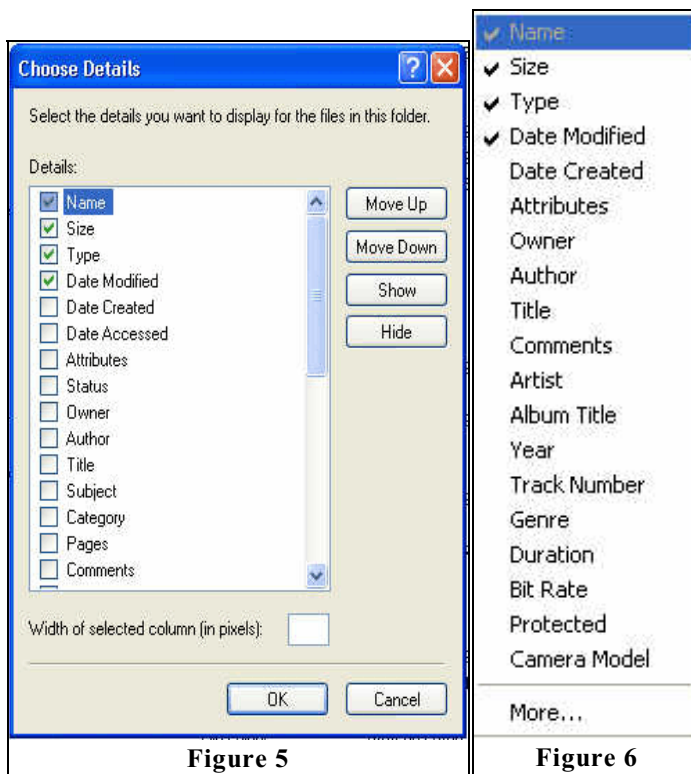 Choose Details
Select the details you want to display for the files in this folder.
Details:
Name
Size
Type
Date Modified
Date Created
Date Accessed
Attributes
Status
Owner
Author
Title
Subject
Category
Pages
Comments
Move Up
Move Down
Show
Hide
Width of selected column (in pixels):
OK
Cancel
Figure 5
Name
Size
Type
Date Modified
Date Created
Attributes
Owner
Author
Title
Comments
Artist
Album Title
Year
Track Number
Genre
Duration
Bit Rate
Protected
Camera Model
More...
Figure 6